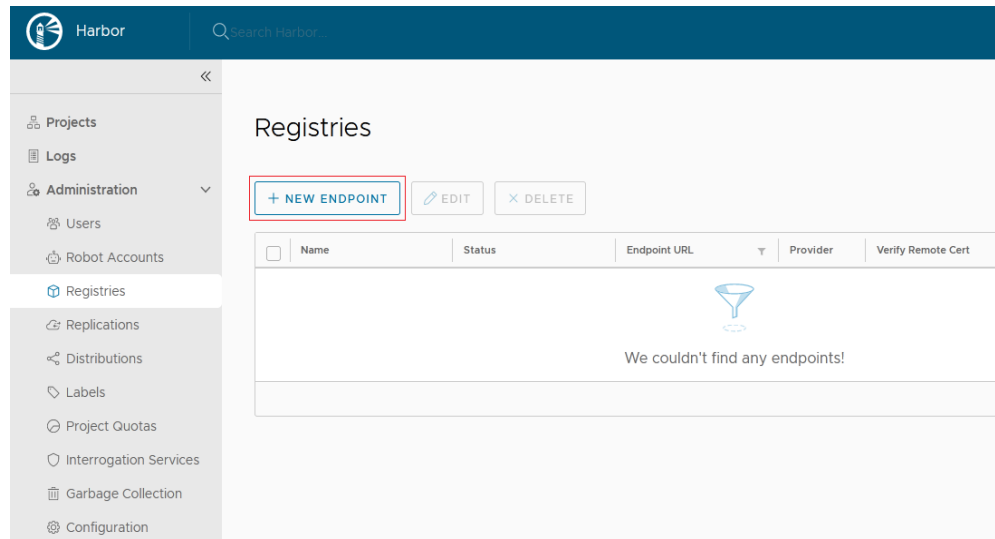 Harbor
Search Harbor...
Projects
Logs
Administration
Users
Robot Accounts
Registries
Replications
Distributions
Labels
Project Quotas
Interrogation Services
Garbage Collection
Configuration
Registries
+ NEW ENDPOINT EDIT × DELETE
Name Status Endpoint URL Provider Verify Remote Cert
We couldn't find any endpoints!